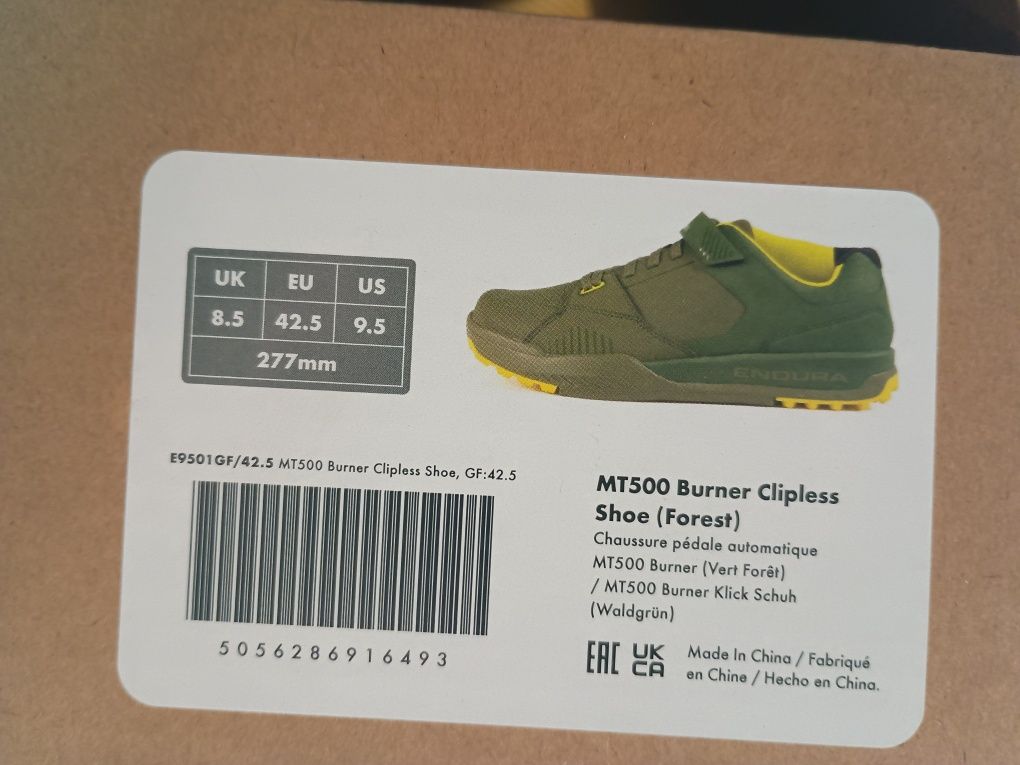 UK EU US
8.5 42.5 9.5
277mm
ENDURA
E9501GF/42.5 MT500 Burner Clipless Shoe, GF:42.5
5056286916493
MT500 Burner Clipless
Shoe (Forest)
Chaussure pédale automatique
MT500 Burner (Vert Forêt)
/ MT500 Burner Klick Schuh
(Waldgrün)
EAC UK
CA
Made In China / Fabriqué
en Chine / Hecho en China.